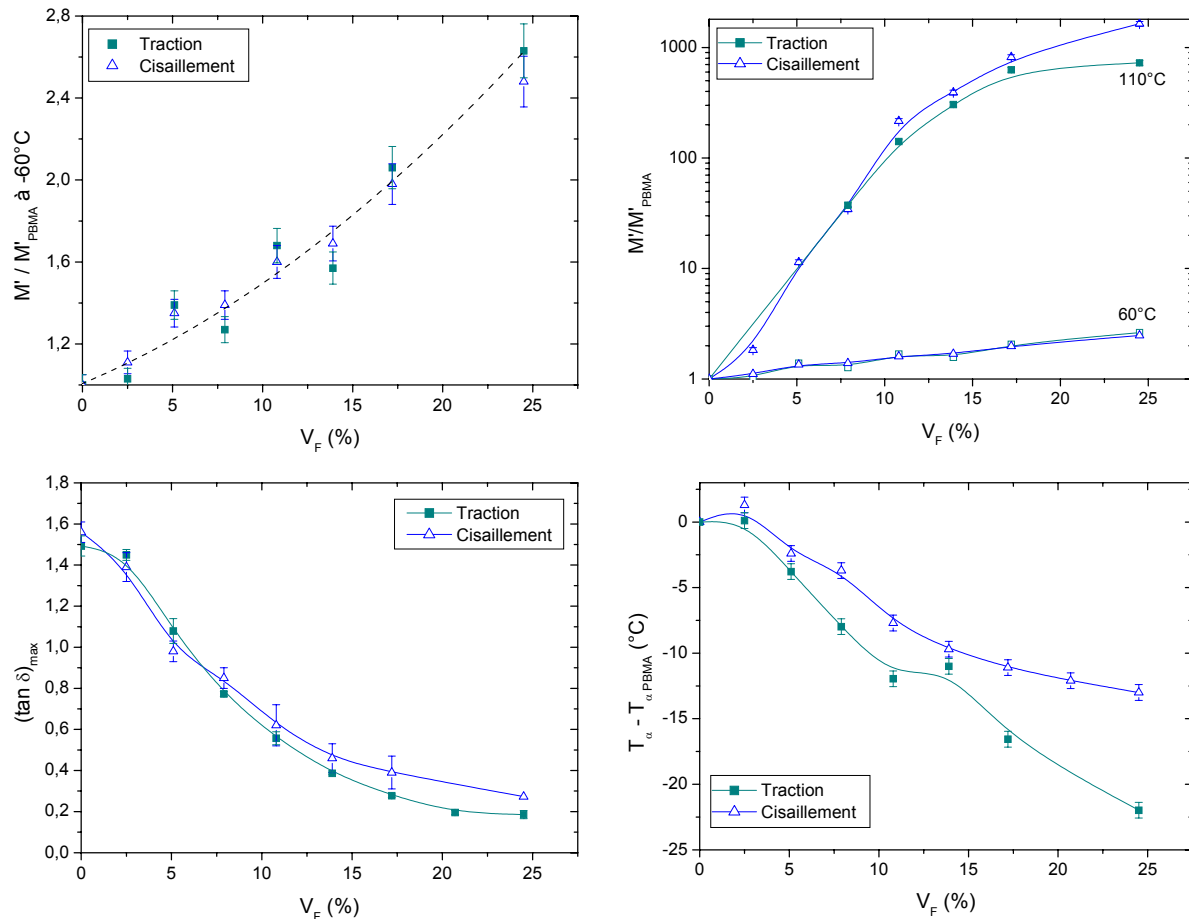 2,8
2,4
2,0
1,6
1,2
M' / M'PBMA à -60°C
Traction
Cisaillement
0 5 10 15 20 25
VF (%)
1000
100
10
1
M'/M'PBMA
Traction
Cisaillement
110°C
60°C
0 5 10 15 20 25
VF (%)
1,8
1,6
1,4
1,2
1,0
0,8
0,6
0,4
0,2
0,0
(tan δ)max
Traction
Cisaillement
0 5 10 15 20 25
VF (%)
0
-5
-10
-15
-20
-25
Tα - Tα PBMA (°C)
Traction
Cisaillement
0 5 10 15 20 25
VF (%)